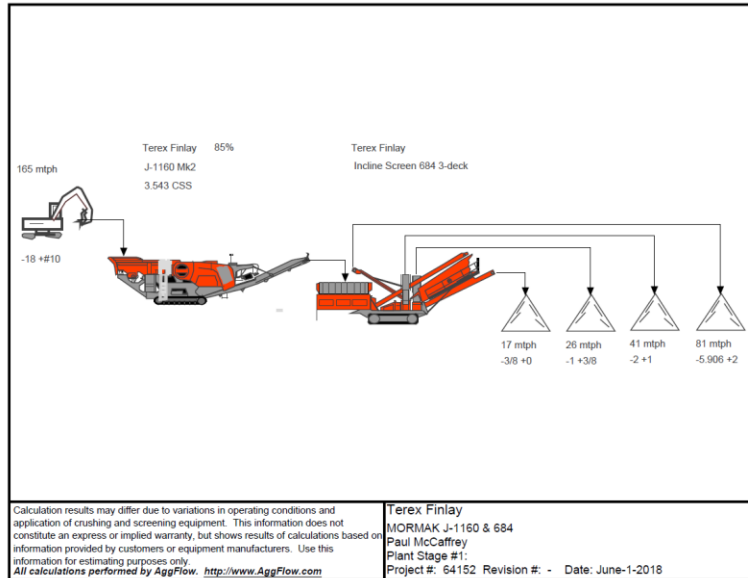 Terex Finlay 85%
J-1160 Mk2
3.543 CSS
Terex Finlay
Incline Screen 684 3-deck
165 mtph
-18 +#10
17 mtph
-3/8 +0
26 mtph
-1 +3/8
41 mtph
-2 +1
81 mtph
-5.906 +2
Calculation results may differ due to variations in operating conditions and
application of crushing and screening equipment. This information does not
constitute an express or implied warranty, but shows results of calculations based on
information provided by customers or equipment manufacturers. Use this
information for estimating purposes only.
All calculations performed by AggFlow. http://www.AggFlow.com
Terex Finlay
MORMAK J-1160 & 684
Paul McCaffrey
Plant Stage #1:
Project #: 64152 Revision #: - Date: June-1-2018